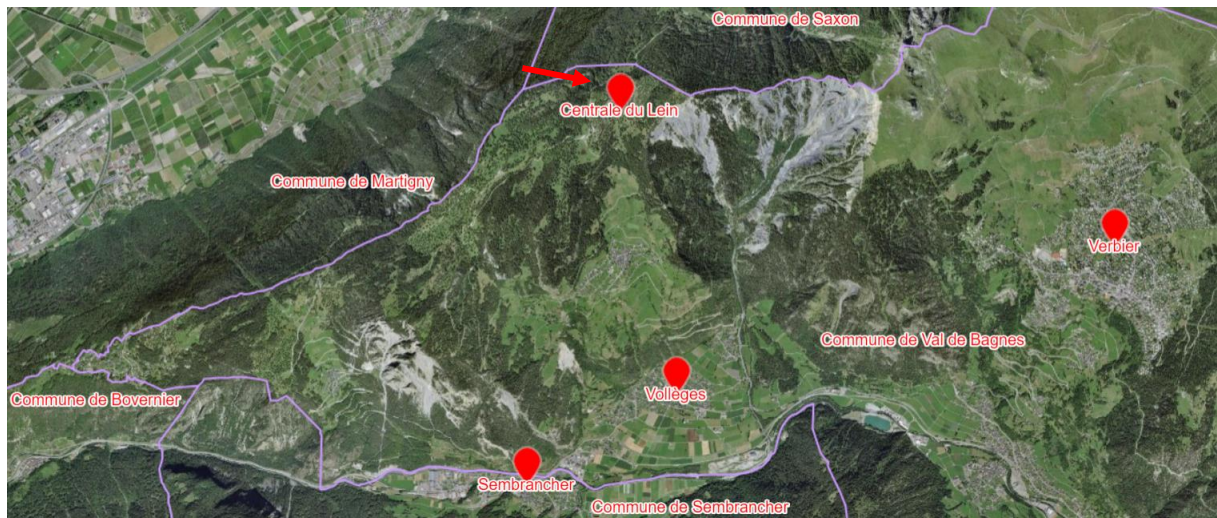 Commune de Saxon
Centrale du Lein
Commune de Martigny
Verbier
Commune de Val de Bagnes
Vollèges
Commune de Bovernier
Sembrancher
Commune de Sembrancher